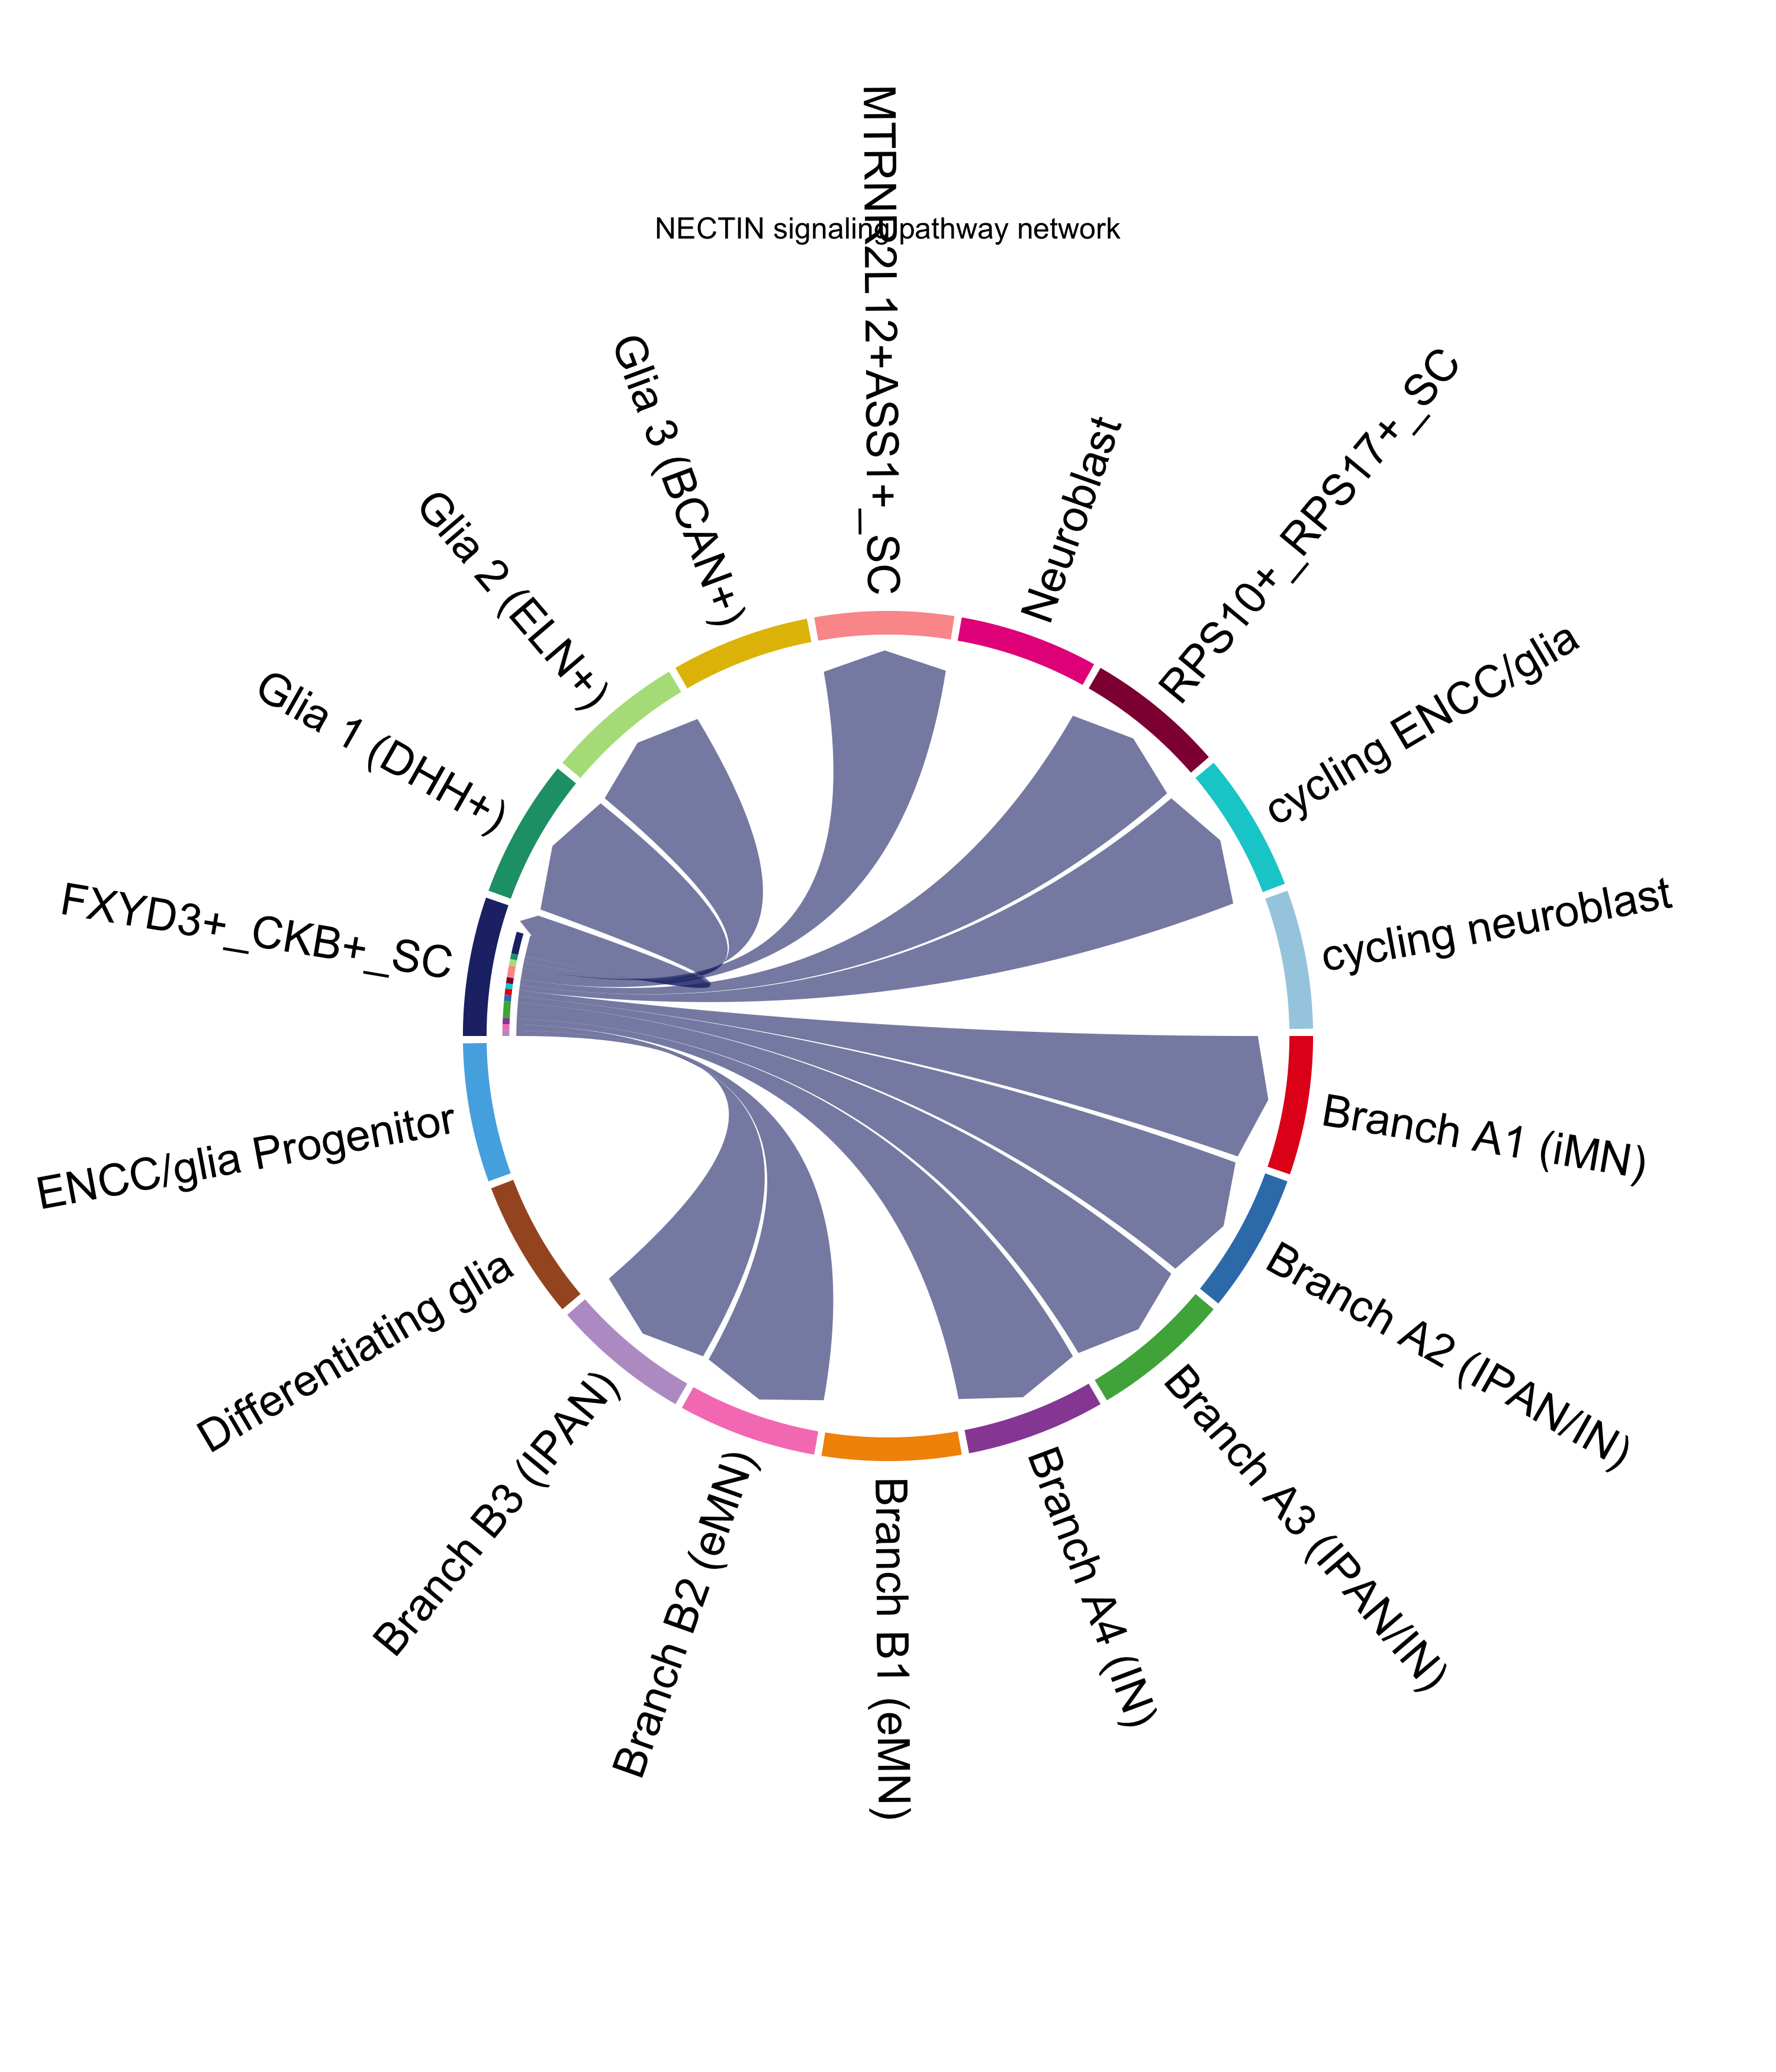 NECTIN signaling pathway network
MTRNR2L12+ASS1+_SC
Neuroblast
RPS10+_RPS17+_SC
cycling ENCC/glia
cycling neuroblast
Branch A1 (iMN)
Branch A2 (IPAN/IN)
Branch A3 (IPAN/IN)
Branch A4 (IN)
Branch B1 (eMN)
Branch B2 (eMN)
Branch B3 (IPAN)
Differentiating glia
ENCC/glia Progenitor
FXYD3+_CKB+_SC
Glia 1 (DHH+)
Glia 2 (ELN+)
Glia 3 (BCAN+)